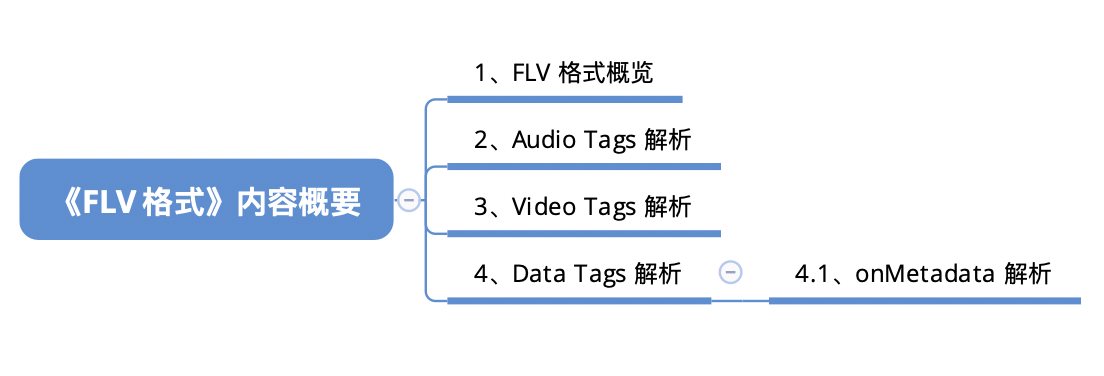 《FLV 格式》内容概要
1、FLV 格式概览
2、Audio Tags 解析
3、Video Tags 解析
4、Data Tags 解析
4.1、onMetadata 解析